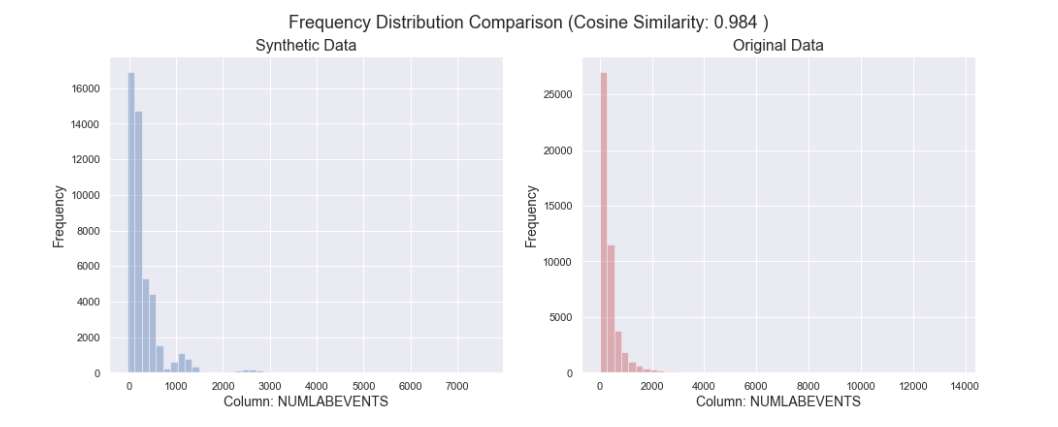 Frequency Distribution Comparison (Cosine Similarity: 0.984 )
Synthetic Data
Frequency
16000
14000
12000
10000
8000
6000
4000
2000
0
0 1000 2000 3000 4000 5000 6000 7000
Column: NUMLABEVENTS
Original Data
Frequency
25000
20000
15000
10000
5000
0
0 2000 4000 6000 8000 10000 12000 14000
Column: NUMLABEVENTS